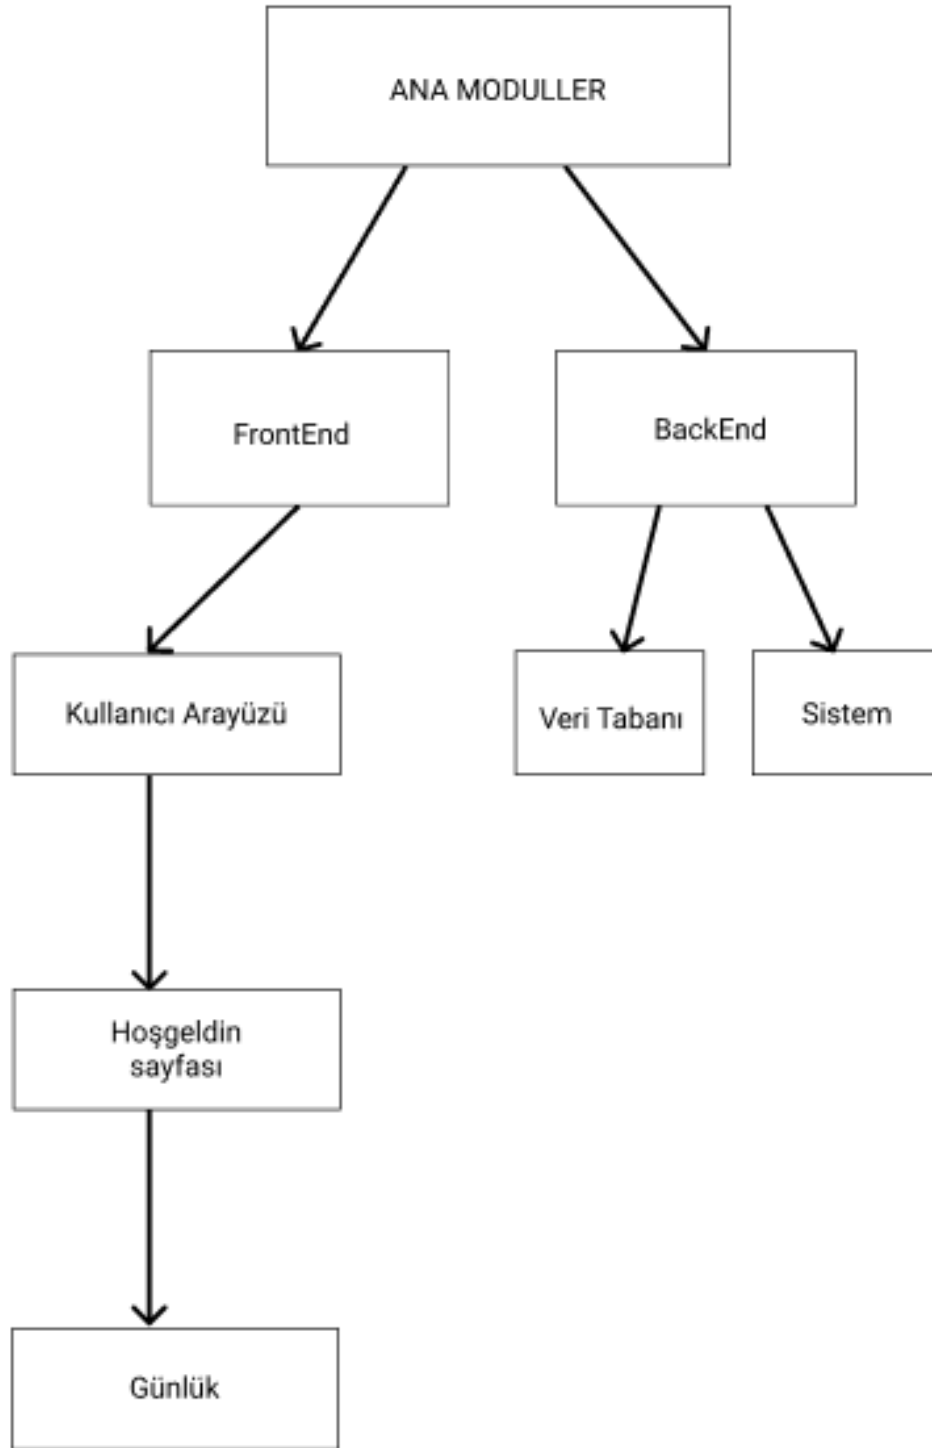 ANA MODULLER
FrontEnd
BackEnd
Kullanıcı Arayüzü
Veri Tabanı
Sistem
Hoşgeldin
sayfası
Günlük